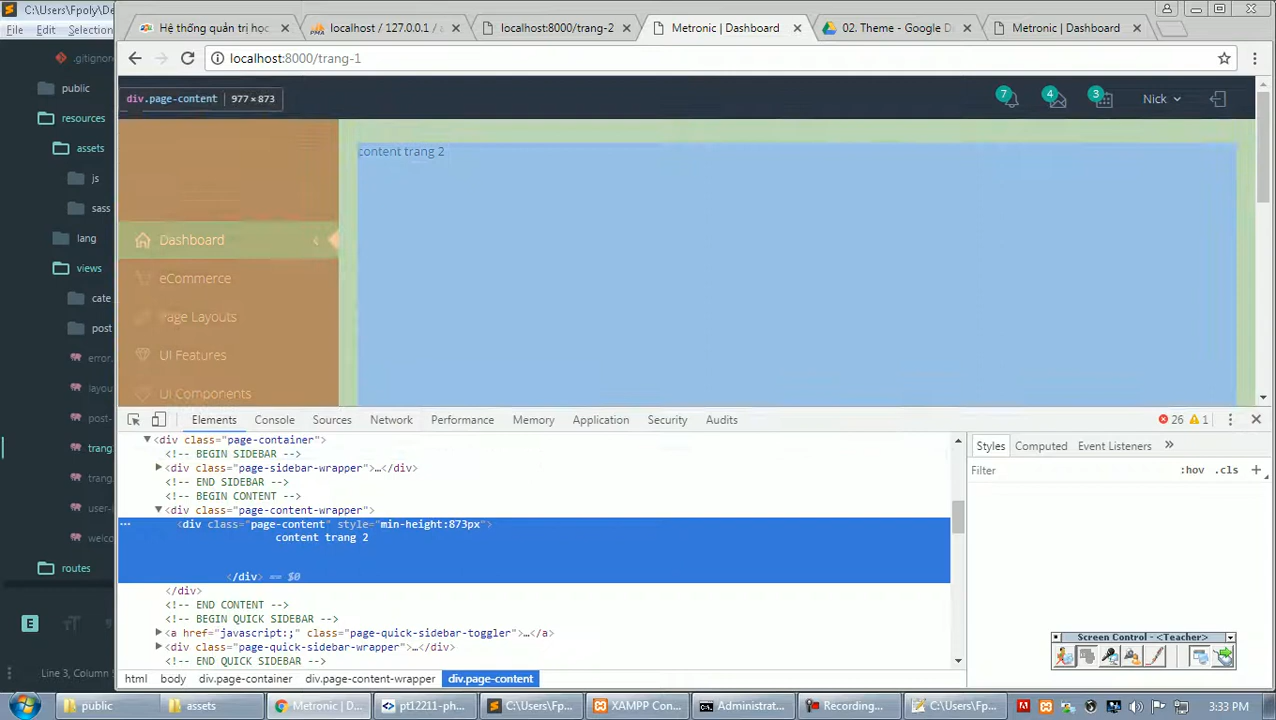 C:\Users\Fpoly\De
File Edit Selection
.gitignore
public
resources
assets
js
sass
lang
views
cate
post
error.
layou
post-
trang
trang.
user-
welco
routes
Line 3, Column
Hệ thống quản trị học
localhost / 127.0.0.1 /
localhost:8000/trang-2
Metronic | Dashboard
02. Theme - Google D
Metronic | Dashboard
localhost:8000/trang-1
div.page-content | 977×873
7 4 3 Nick
content trang 2
Dashboard
eCommerce
Page Layouts
UI Features
UI Components
Elements Console Sources Network Performance Memory Application Security Audits 26 1
<div class="page-container">
<!-- BEGIN SIDEBAR -->
<div class="page-sidebar-wrapper">…</div>
<!-- END SIDEBAR -->
<!-- BEGIN CONTENT -->
<div class="page-content-wrapper">
<div class="page-content" style="min-height:873px">
content trang 2
</div> == $0
</div>
<!-- END CONTENT -->
<!-- BEGIN QUICK SIDEBAR -->
<a href="javascript:;" class="page-quick-sidebar-toggler">…</a>
<div class="page-quick-sidebar-wrapper">…</div>
<!-- END QUICK SIDEBAR -->
html body div.page-container div.page-content-wrapper div.page-content
Styles Computed Event Listeners »
Filter :hov .cls +
Screen Control - <Teacher>
public
assets
Metronic | D...
pt12211-ph...
C:\Users\Fp...
XAMPP Con...
Administrat...
Recording...
C:\Users\Fp...
3:33 PM